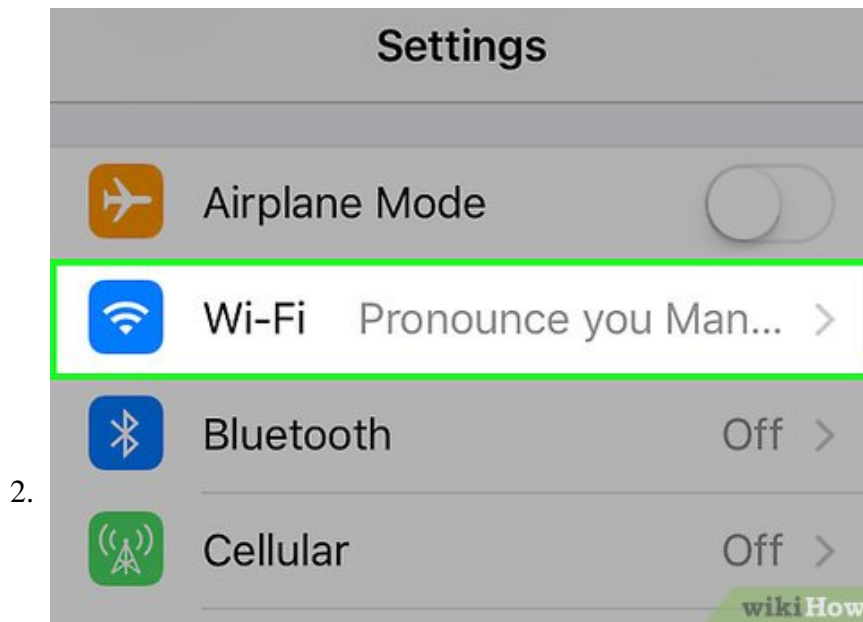 Settings
Airplane Mode
Wi-Fi Pronounce you Man... >
Bluetooth Off >
2.
Cellular Off >
wikiHow